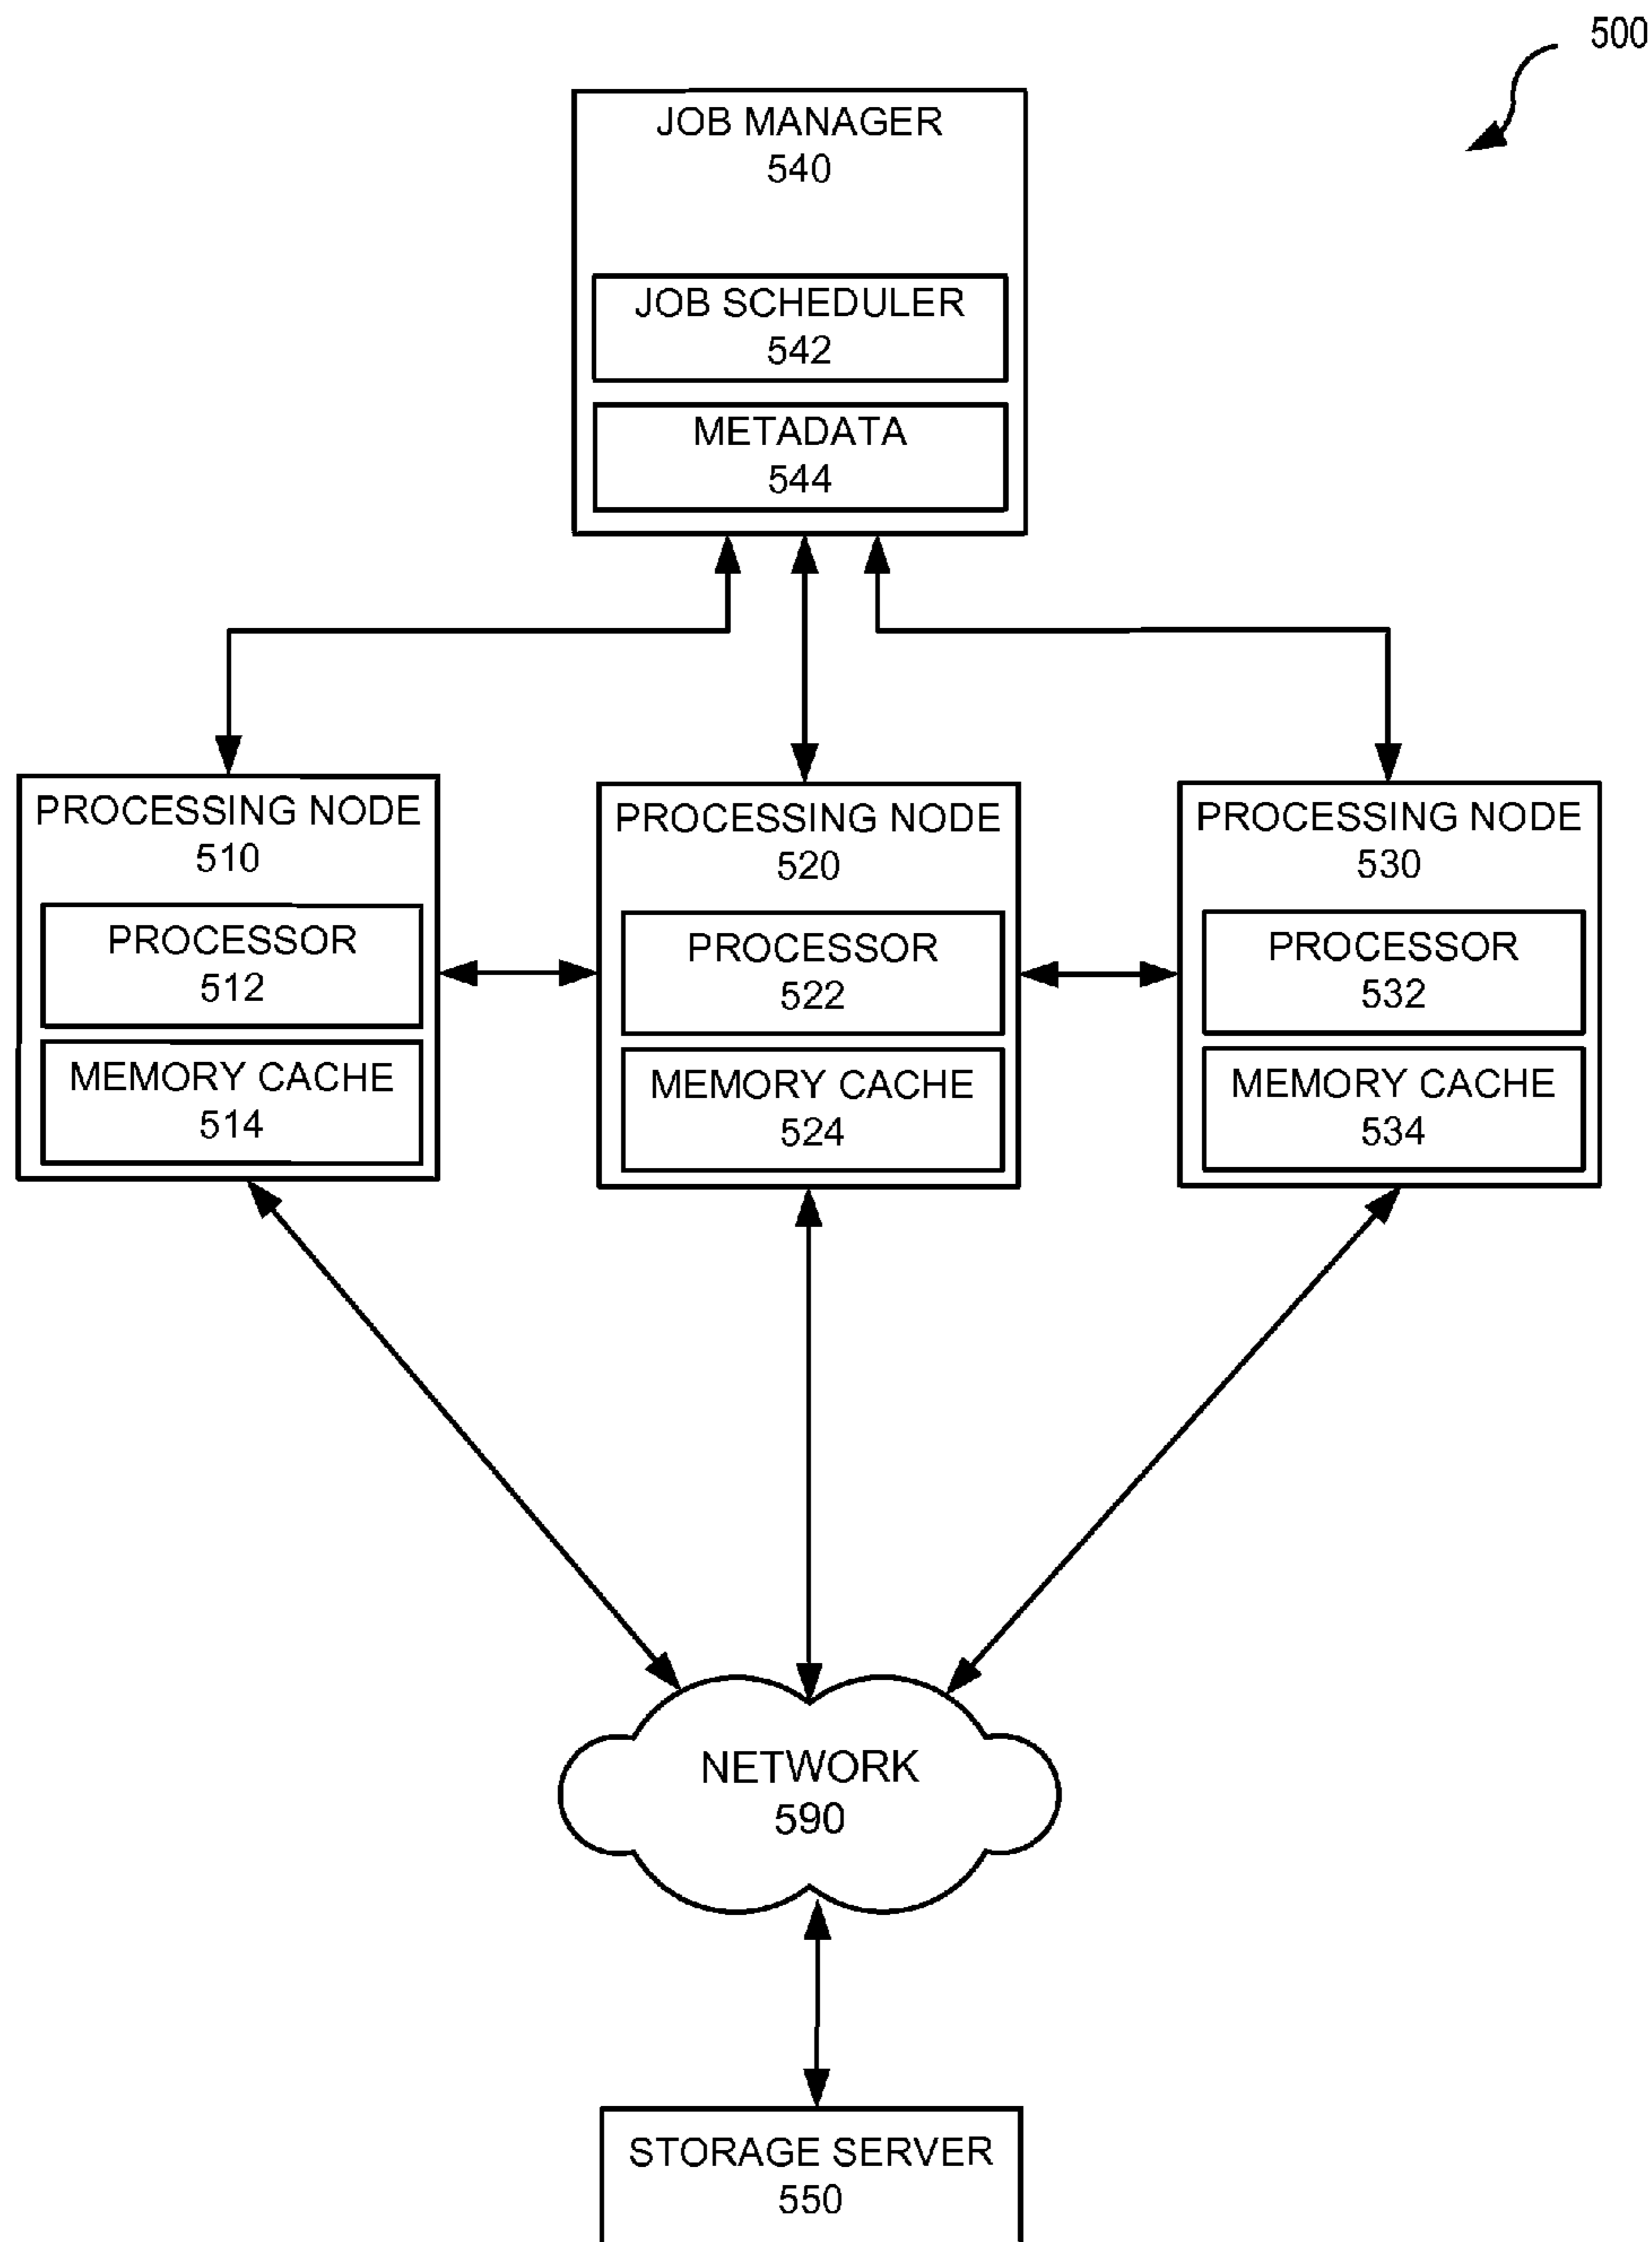 500
JOB MANAGER
540
JOB SCHEDULER
542
METADATA
544
PROCESSING NODE
510
PROCESSOR
512
MEMORY CACHE
514
PROCESSING NODE
520
PROCESSOR
522
MEMORY CACHE
524
PROCESSING NODE
530
PROCESSOR
532
MEMORY CACHE
534
NETWORK
590
STORAGE SERVER
550